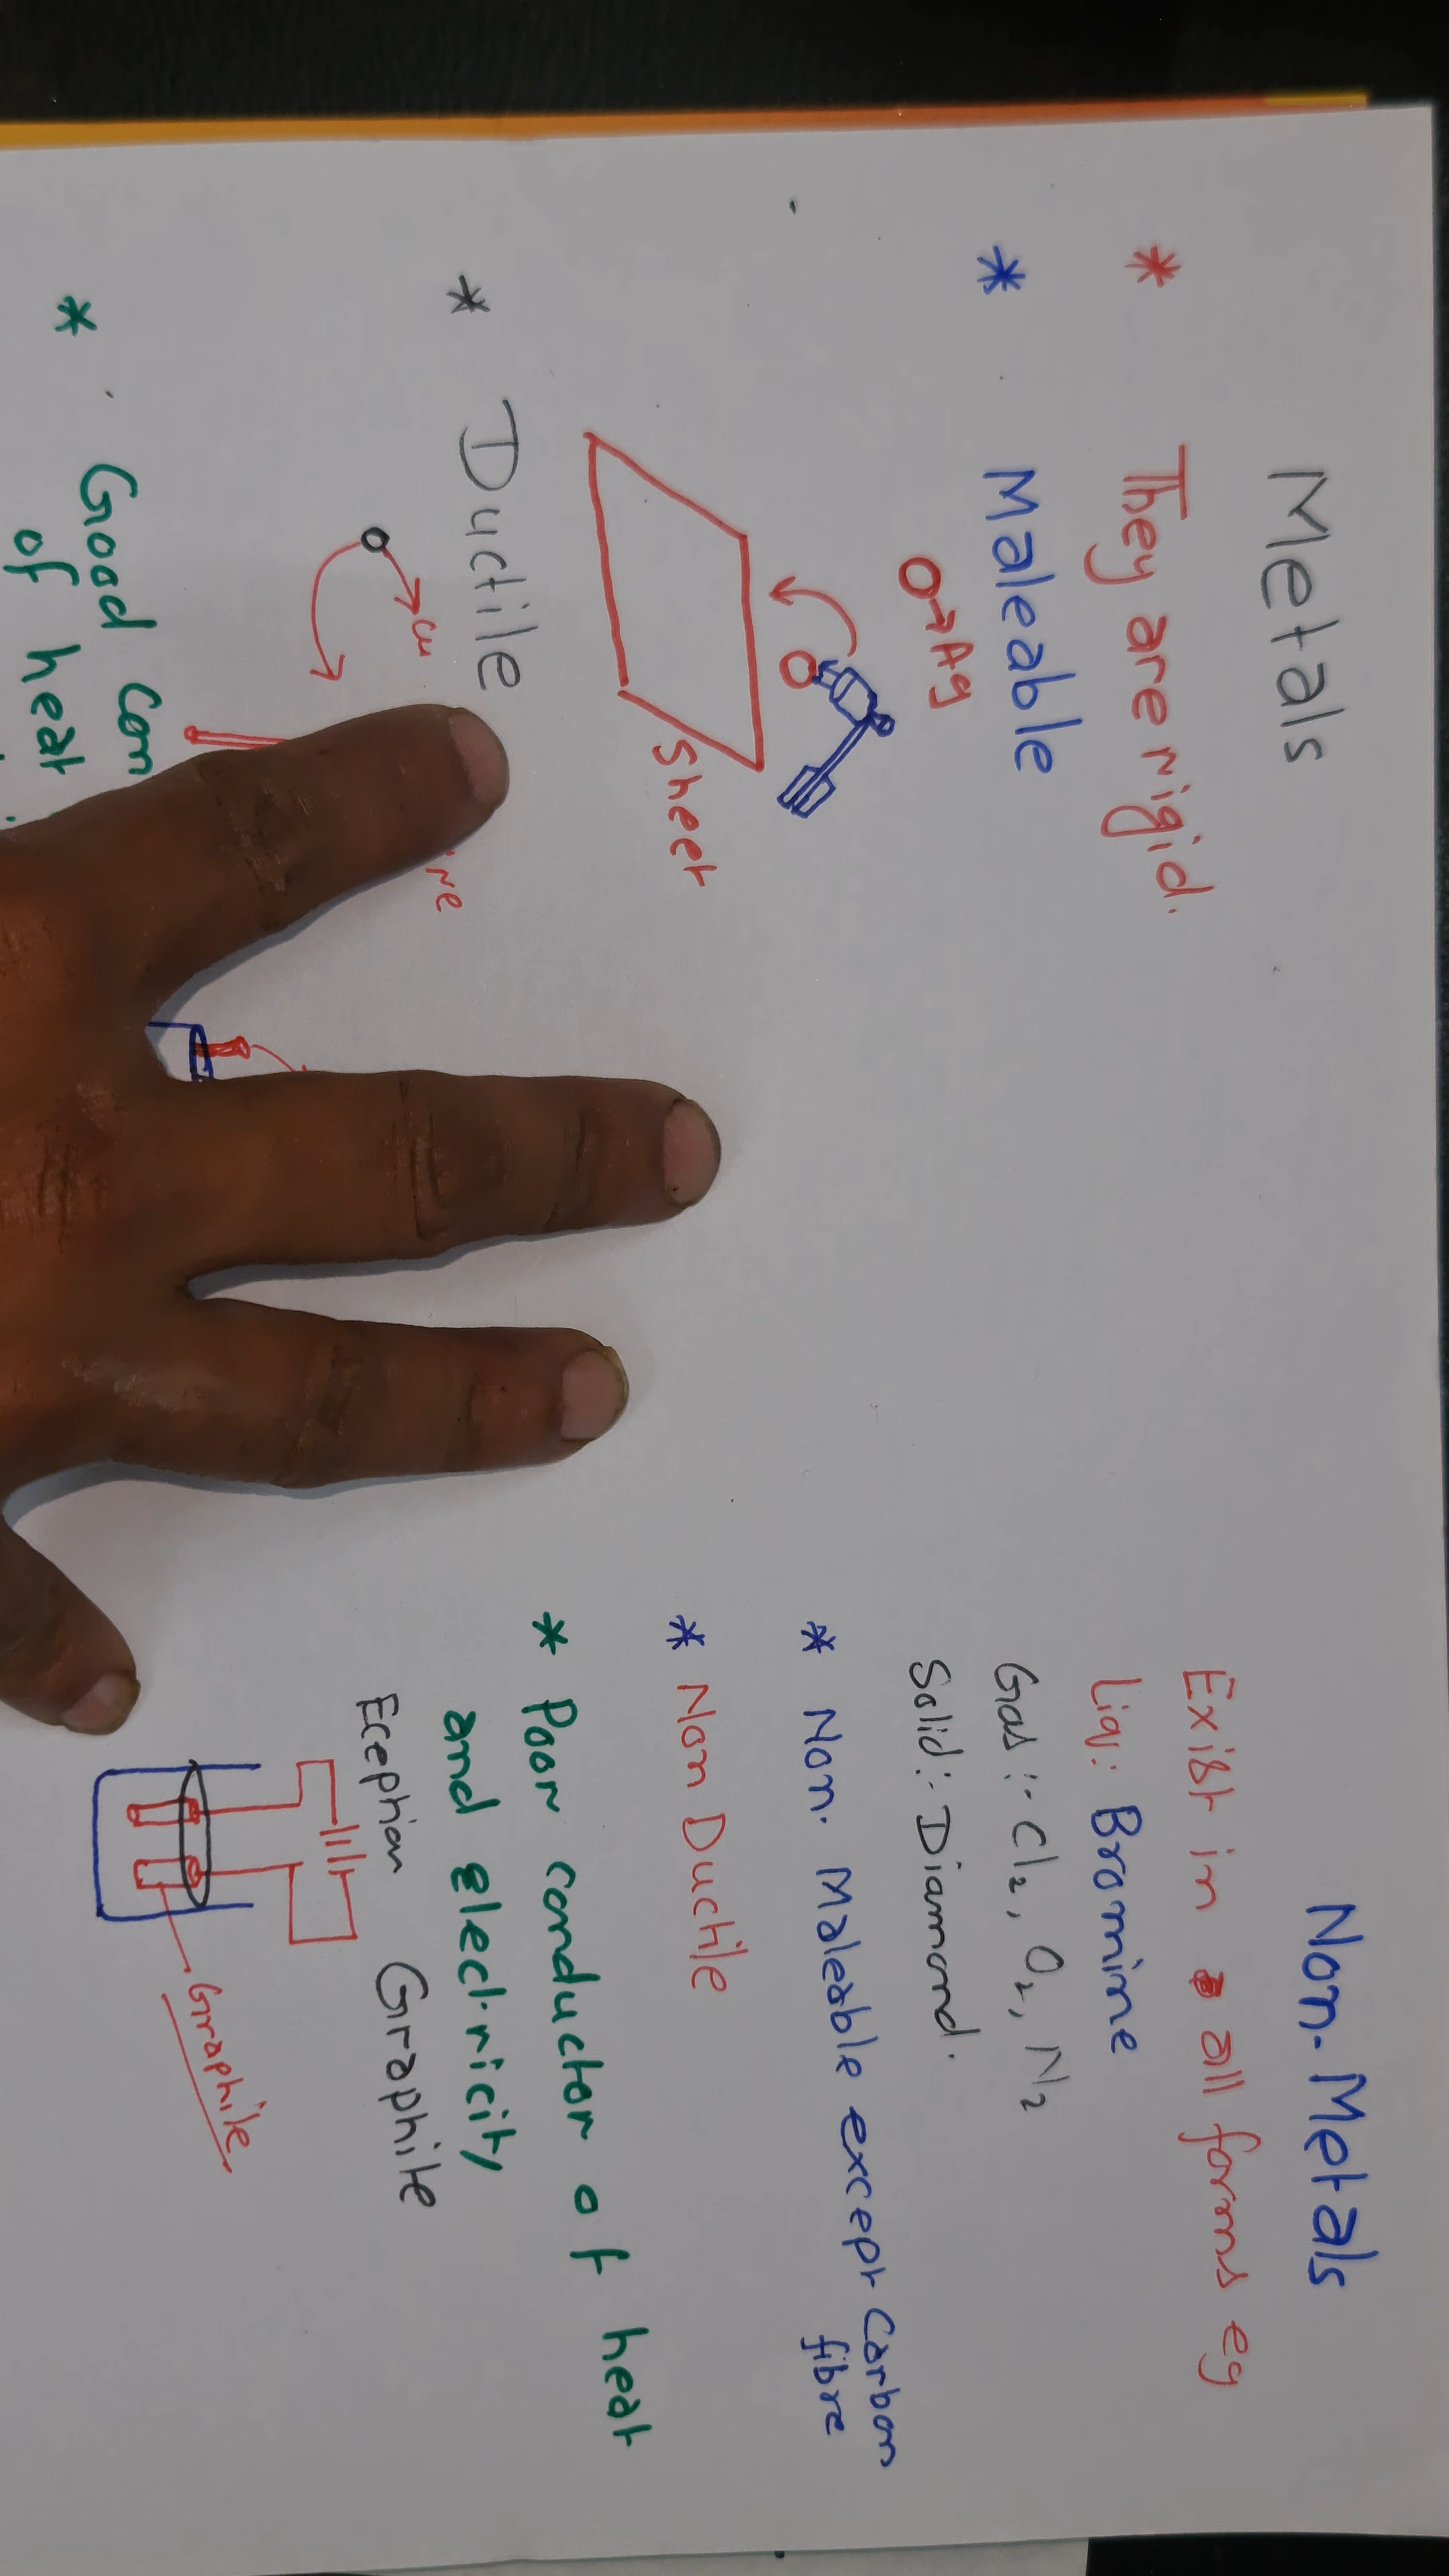 Metals
* They are rigid.
* Maleable
O→Ag
Sheet
* Ductile
Cu
* Good Con
of heat
Non-Metals
Exist in all forms eg
Liq: Bromine
Gas :- Cl₂, O₂, N₂
Solid:- Diamond.
* Non. Maleable except Carbon
fibre
* Non Ductile
* Poor conductor of heat
and electricity
Eception Graphite
Graphite